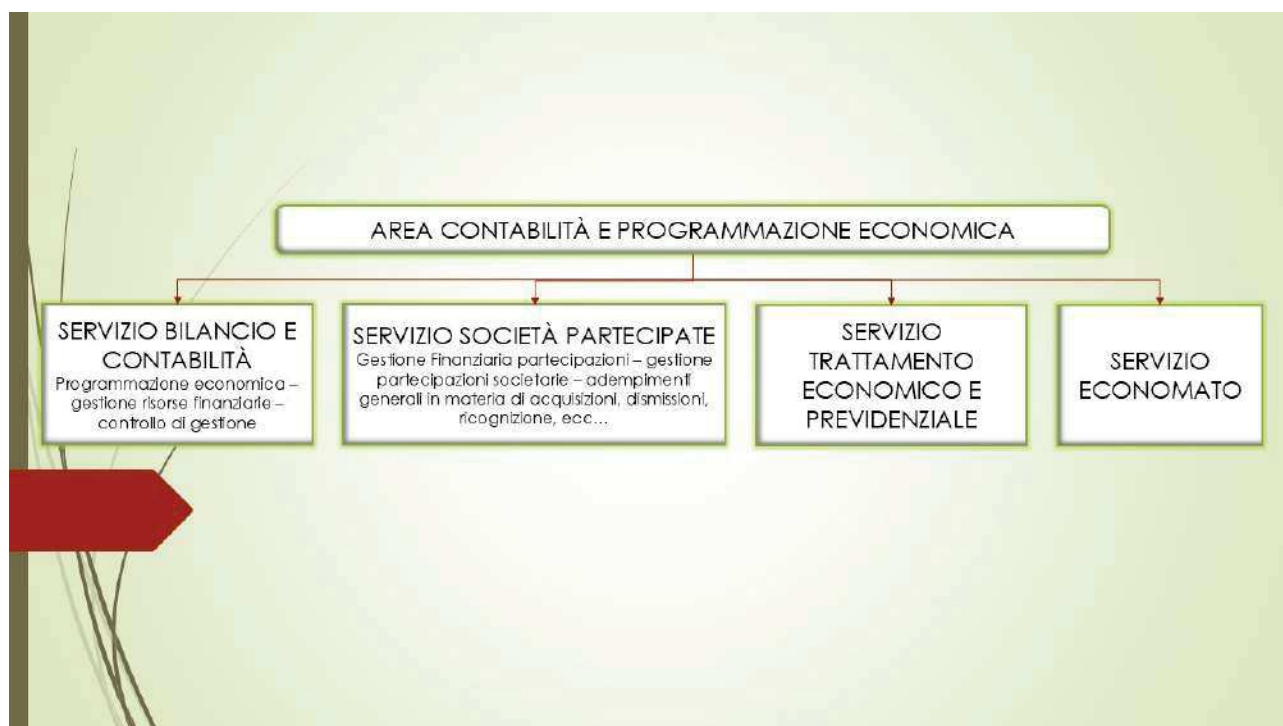 AREA CONTABILITÀ E PROGRAMMAZIONE ECONOMICA
SERVIZIO BILANCIO E
CONTABILITÀ
Programmazione economica –
gestione risorse finanziarie –
controllo di gestione
SERVIZIO SOCIETÀ PARTECIPATE
Gestione Finanziaria partecipazioni – gestione
partecipazioni societarie – adempimenti
generali in materia di acquisizioni, dismissioni,
ricognizione, ecc...
SERVIZIO
TRATTAMENTO
ECONOMICO E
PREVIDENZIALE
SERVIZIO
ECONOMATO